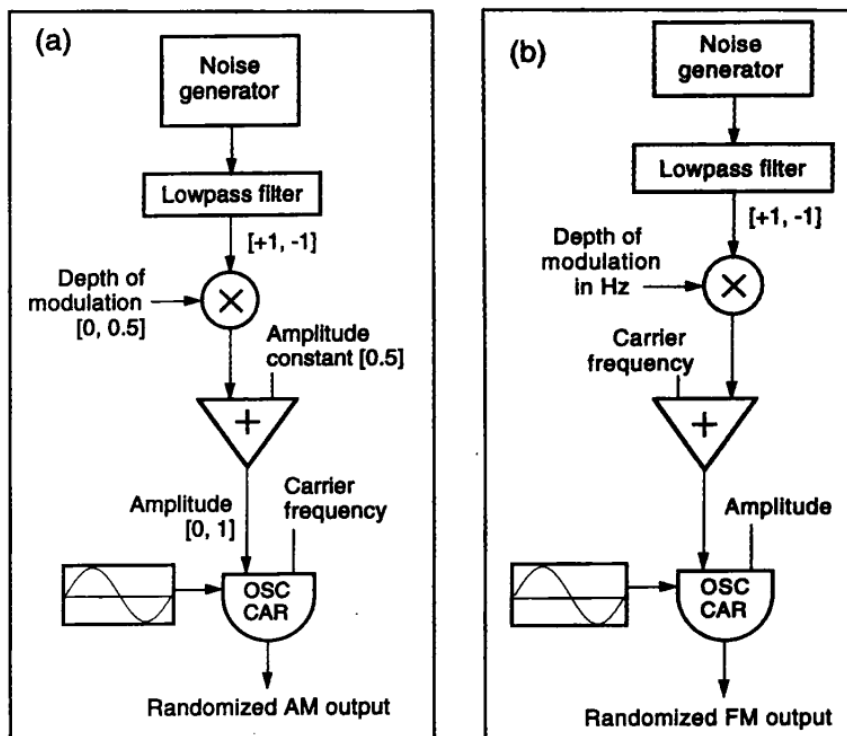 (a)
Noise
generator
Lowpass filter
[+1, -1]
Depth of
modulation
[0, 0.5]
×
Amplitude
constant [0.5]
+
Amplitude
[0, 1]
Carrier
frequency
OSC
CAR
Randomized AM output
(b)
Noise
generator
Lowpass filter
[+1, -1]
Depth of
modulation
in Hz
×
Carrier
frequency
+
Amplitude
OSC
CAR
Randomized FM output